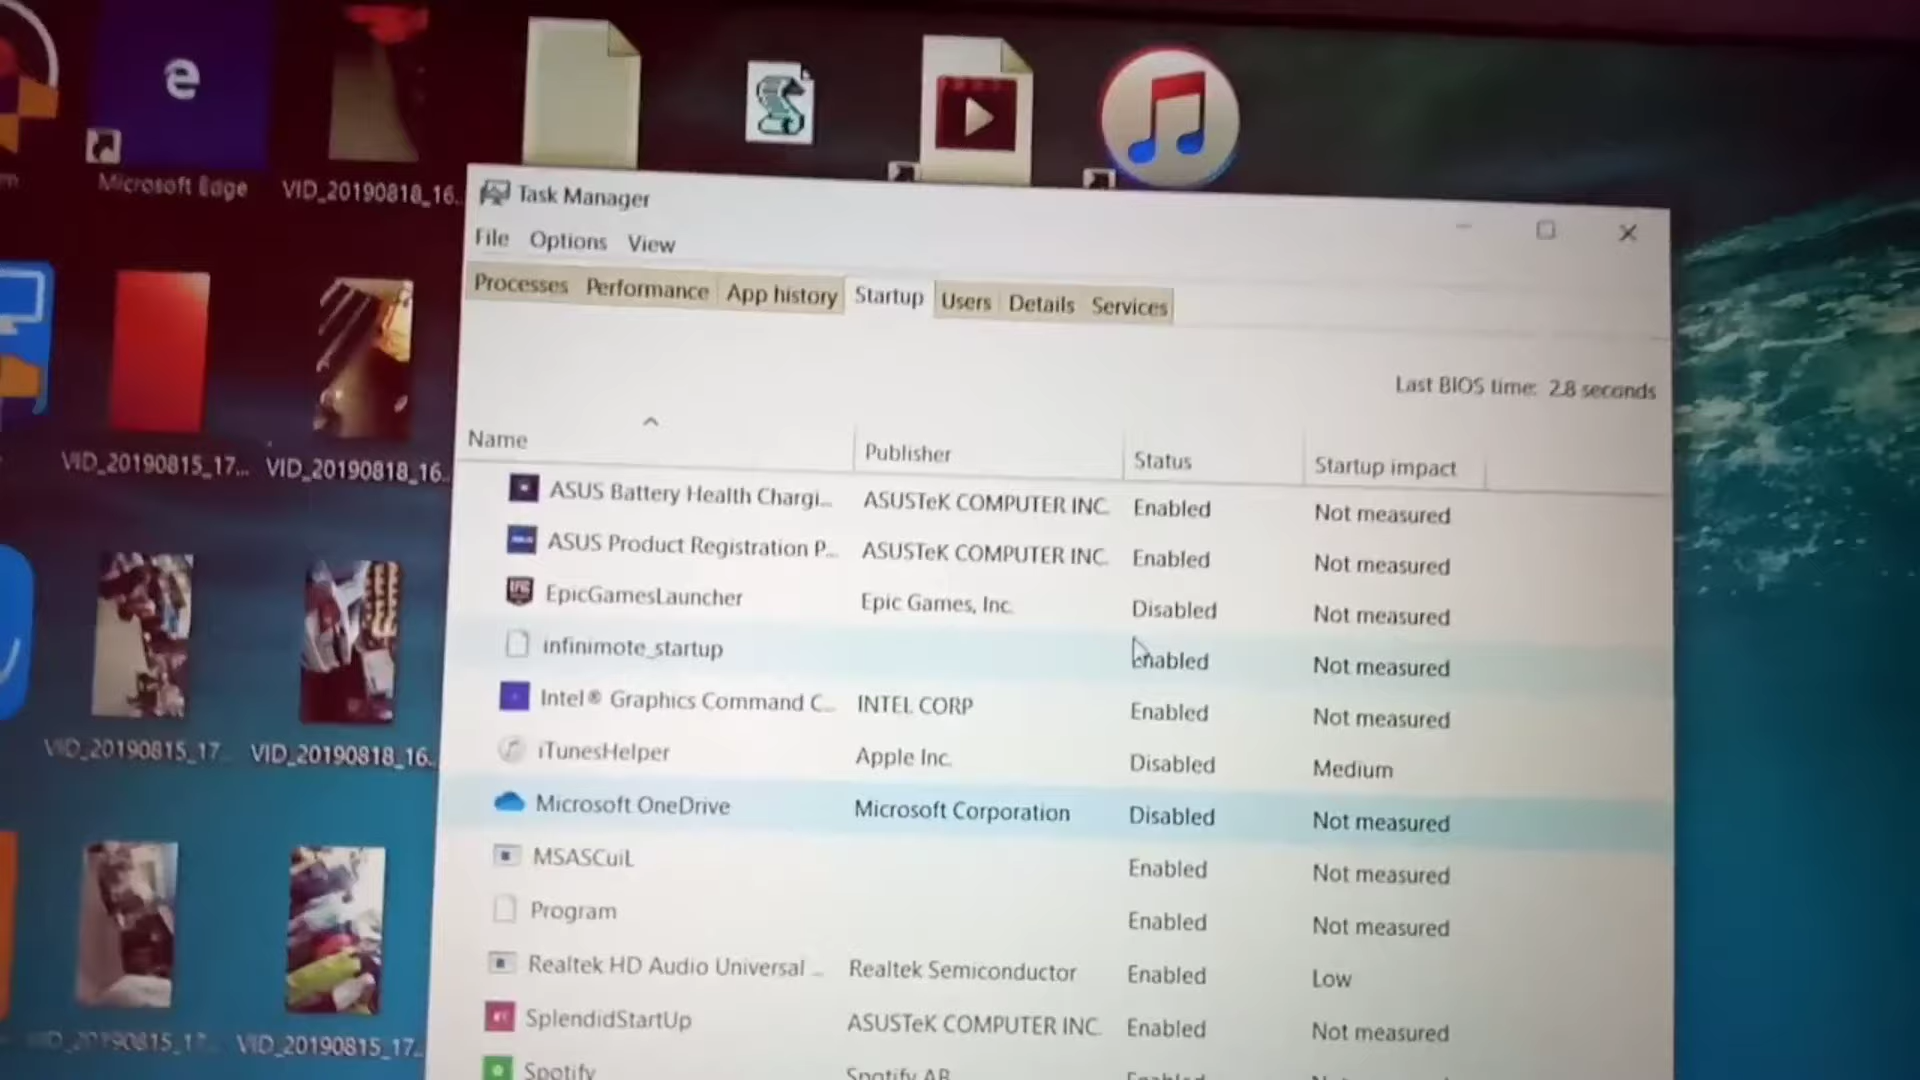 Microsoft Edge
VID_20190818_16...
Task Manager
File Options View
Processes Performance App history Startup Users Details Services
Last BIOS time: 2.8 seconds
Name Publisher Status Startup impact
ASUS Battery Health Chargi... ASUSTeK COMPUTER INC. Enabled Not measured
ASUS Product Registration P... ASUSTeK COMPUTER INC. Enabled Not measured
EpicGamesLauncher Epic Games, Inc. Disabled Not measured
infinimote_startup Enabled Not measured
Intel® Graphics Command C... INTEL CORP Enabled Not measured
iTunesHelper Apple Inc. Disabled Medium
Microsoft OneDrive Microsoft Corporation Disabled Not measured
MSASCuiL Enabled Not measured
Program Enabled Not measured
Realtek HD Audio Universal ... Realtek Semiconductor Enabled Low
SplendidStartUp ASUSTeK COMPUTER INC. Enabled Not measured
Spotify Spotify AB Enabled
VID_20190815_17... VID_20190818_16...
VID_20190815_17... VID_20190818_16...
VID_20190815_17...